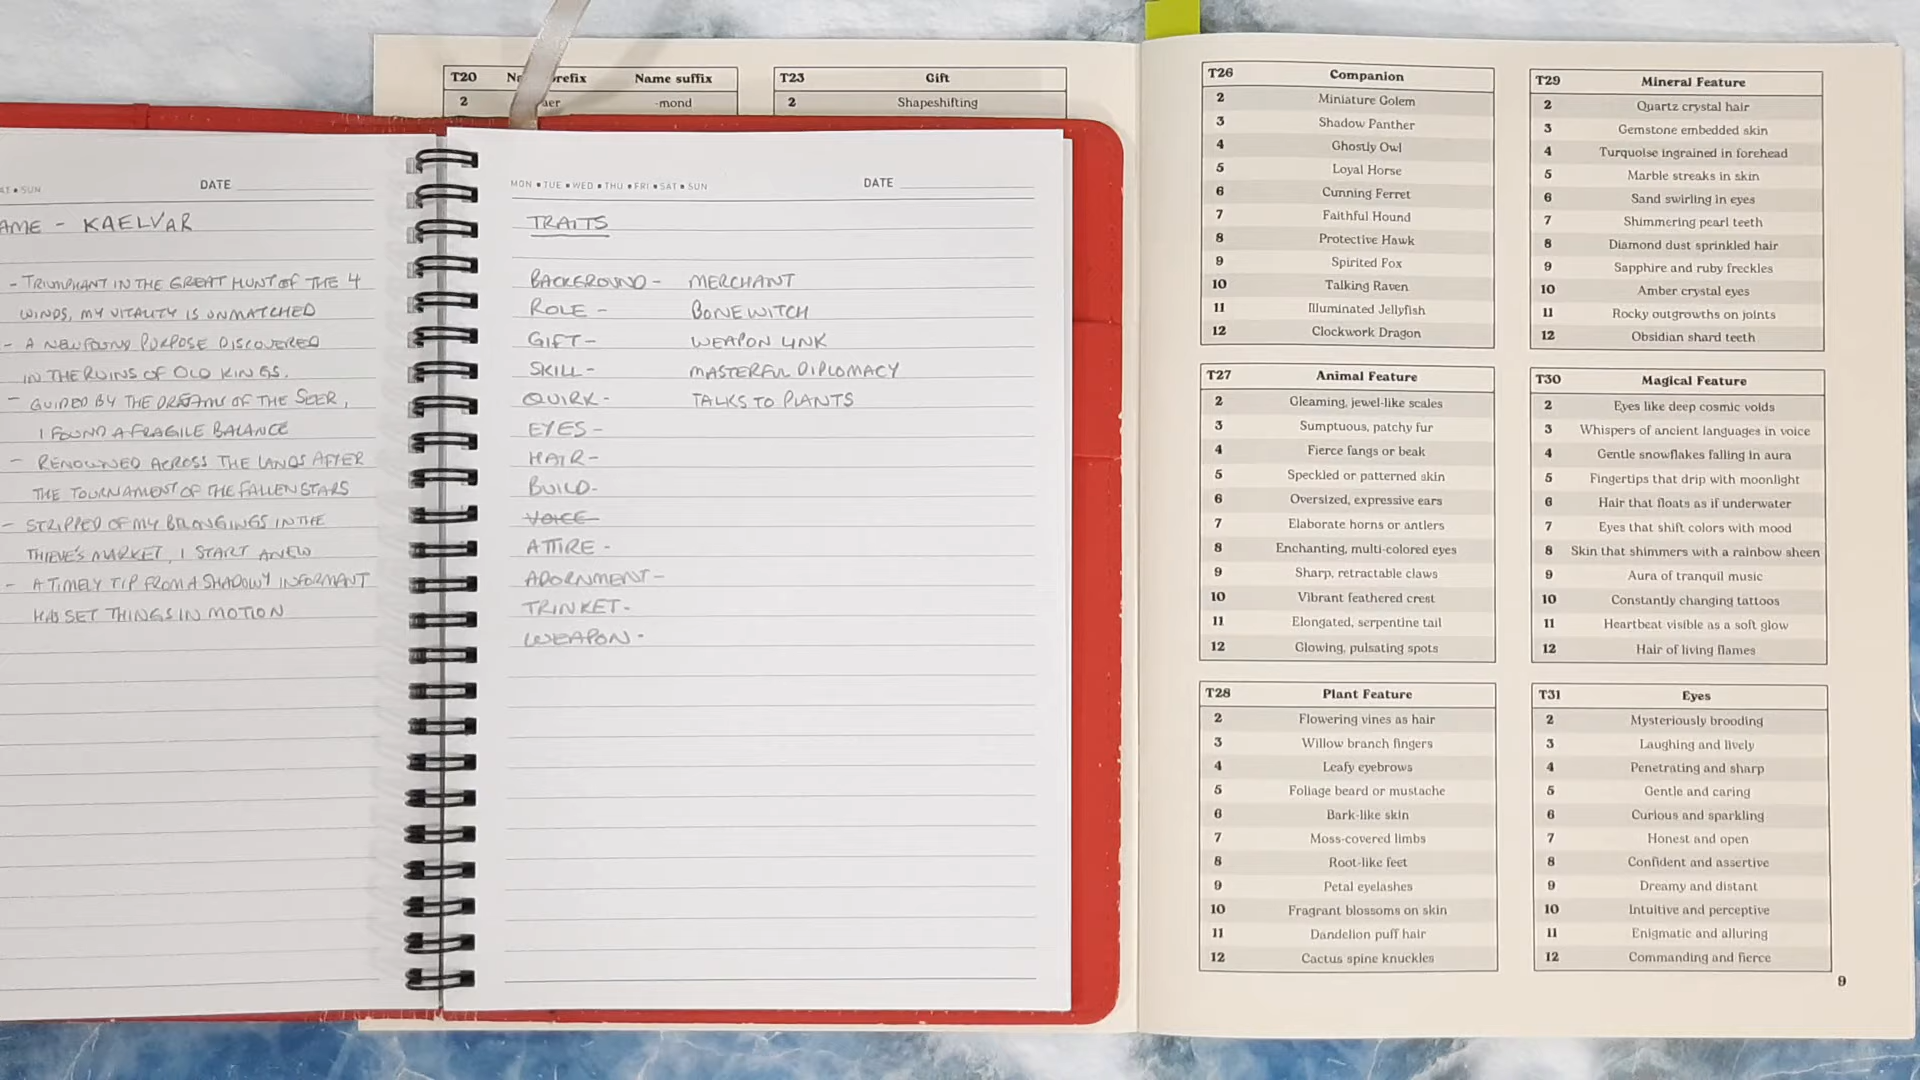 AT • SUN
DATE
AME - KAELVAR
- TRIUMPHANT IN THE GREAT HUNT OF THE 4
WINDS, MY VITALITY IS UNMATCHED
- A NEWFOUND PURPOSE DISCOVERED
IN THE RUINS OF OLD KINGS.
- GUIDED BY THE DREAMS OF THE SEER,
I FOUND A FRAGILE BALANCE
- RENOWNED ACROSS THE LANDS AFTER
THE TOURNAMENT OF THE FALLEN STARS
- STRIPPED OF MY BELONGINGS IN THE
THIEVE'S MARKET, I START ANEW
- A TIMELY TIP FROM A SHADOWY INFORMANT
HAS SET THINGS IN MOTION
MON • TUE • WED • THU • FRI • SAT • SUN
DATE
TRAITS
BACKGROUND - MERCHANT
ROLE - BONE WITCH
GIFT - WEAPON LINK
SKILL - MASTERFUL DIPLOMACY
QUIRK - TALKS TO PLANTS
EYES -
HAIR -
BUILD -
VOICE -
ATTIRE -
ADORNMENT -
TRINKET -
WEAPON -
T20 Name suffix
2 -mond
T23 Gift
2 Shapeshifting
T26 Companion
2 Miniature Golem
3 Shadow Panther
4 Ghostly Owl
5 Loyal Horse
6 Cunning Ferret
7 Faithful Hound
8 Protective Hawk
9 Spirited Fox
10 Talking Raven
11 Illuminated Jellyfish
12 Clockwork Dragon
T27 Animal Feature
2 Gleaming, jewel-like scales
3 Sumptuous, patchy fur
4 Fierce fangs or beak
5 Speckled or patterned skin
6 Oversized, expressive ears
7 Elaborate horns or antlers
8 Enchanting, multi-colored eyes
9 Sharp, retractable claws
10 Vibrant feathered crest
11 Elongated, serpentine tail
12 Glowing, pulsating spots
T28 Plant Feature
2 Flowering vines as hair
3 Willow branch fingers
4 Leafy eyebrows
5 Foliage beard or mustache
6 Bark-like skin
7 Moss-covered limbs
8 Root-like feet
9 Petal eyelashes
10 Fragrant blossoms on skin
11 Dandelion puff hair
12 Cactus spine knuckles
T29 Mineral Feature
2 Quartz crystal hair
3 Gemstone embedded skin
4 Turquoise ingrained in forehead
5 Marble streaks in skin
6 Sand swirling in eyes
7 Shimmering pearl teeth
8 Diamond dust sprinkled hair
9 Sapphire and ruby freckles
10 Amber crystal eyes
11 Rocky outgrowths on joints
12 Obsidian shard teeth
T30 Magical Feature
2 Eyes like deep cosmic voids
3 Whispers of ancient languages in voice
4 Gentle snowflakes falling in aura
5 Fingertips that drip with moonlight
6 Hair that floats as if underwater
7 Eyes that shift colors with mood
8 Skin that shimmers with a rainbow sheen
9 Aura of tranquil music
10 Constantly changing tattoos
11 Heartbeat visible as a soft glow
12 Hair of living flames
T31 Eyes
2 Mysteriously brooding
3 Laughing and lively
4 Penetrating and sharp
5 Gentle and caring
6 Curious and sparkling
7 Honest and open
8 Confident and assertive
9 Dreamy and distant
10 Intuitive and perceptive
11 Enigmatic and alluring
12 Commanding and fierce
9